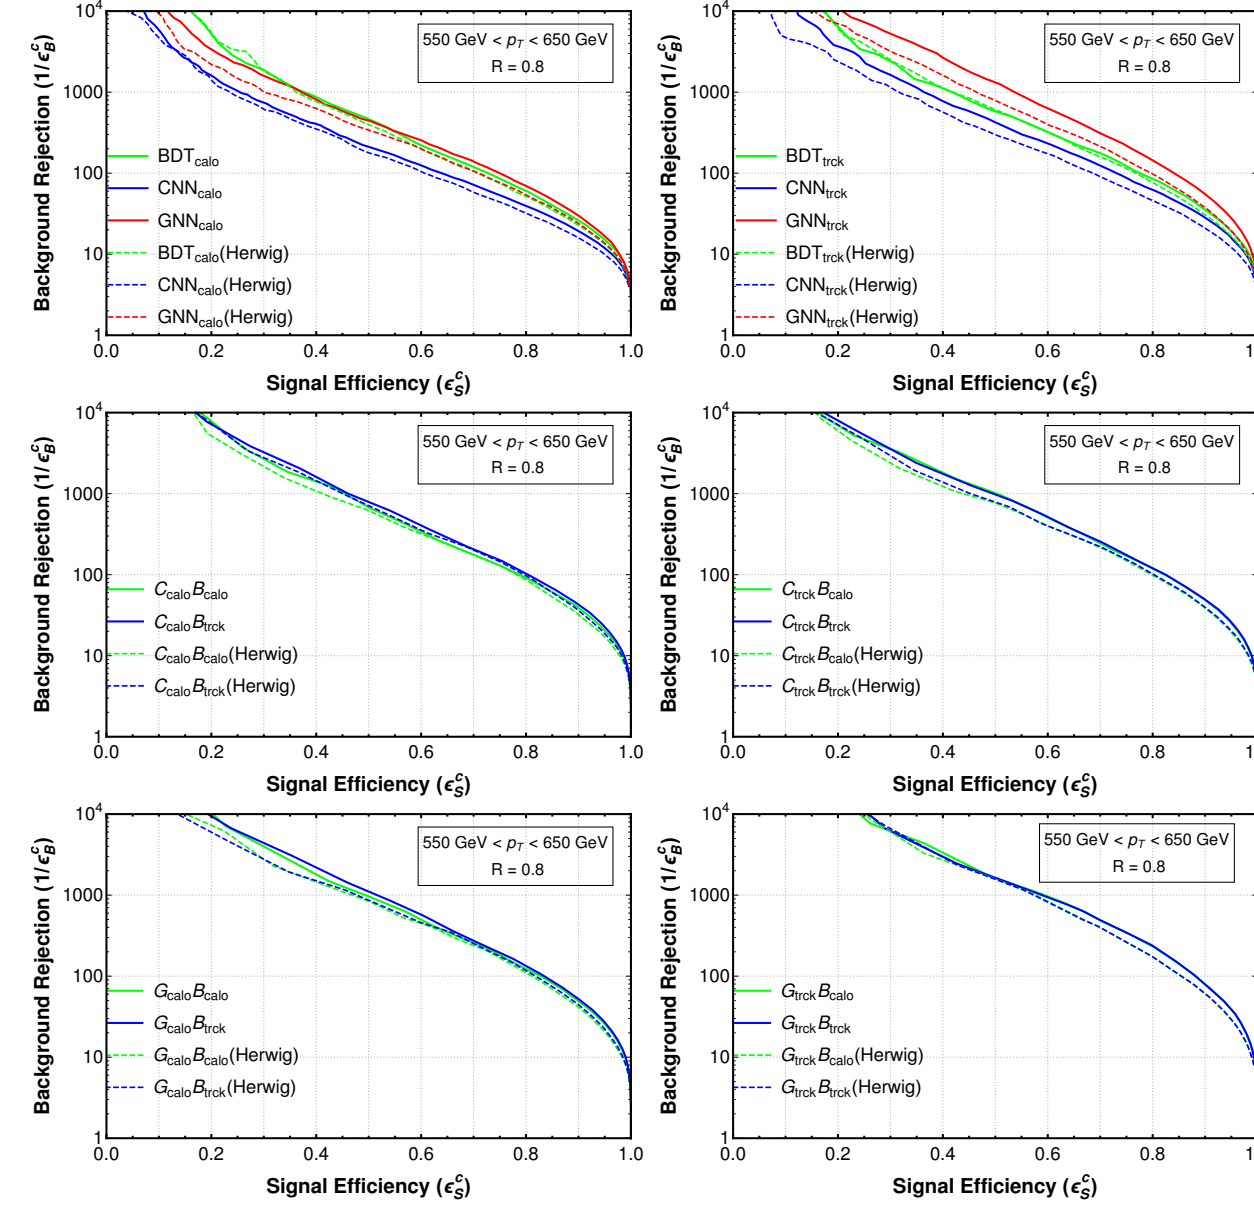 Background Rejection (1/ϵ_B^c)
10^4
1000
100
10
1
550 GeV < p_T < 650 GeV
R = 0.8
BDT_calo
CNN_calo
GNN_calo
BDT_calo(Herwig)
CNN_calo(Herwig)
GNN_calo(Herwig)
0.0 0.2 0.4 0.6 0.8 1.0
Signal Efficiency (ϵ_S^c)
Background Rejection (1/ϵ_B^c)
10^4
1000
100
10
1
550 GeV < p_T < 650 GeV
R = 0.8
BDT_trck
CNN_trck
GNN_trck
BDT_trck(Herwig)
CNN_trck(Herwig)
GNN_trck(Herwig)
0.0 0.2 0.4 0.6 0.8
Signal Efficiency (ϵ_S^c)
Background Rejection (1/ϵ_B^c)
10^4
1000
100
10
1
550 GeV < p_T < 650 GeV
R = 0.8
C_calo B_calo
C_calo B_trck
C_calo B_calo(Herwig)
C_calo B_trck(Herwig)
0.0 0.2 0.4 0.6 0.8 1.0
Signal Efficiency (ϵ_S^c)
Background Rejection (1/ϵ_B^c)
10^4
1000
100
10
1
550 GeV < p_T < 650 GeV
R = 0.8
C_trck B_calo
C_trck B_trck
C_trck B_calo(Herwig)
C_trck B_trck(Herwig)
0.0 0.2 0.4 0.6 0.8
Signal Efficiency (ϵ_S^c)
Background Rejection (1/ϵ_B^c)
10^4
1000
100
10
1
550 GeV < p_T < 650 GeV
R = 0.8
G_calo B_calo
G_calo B_trck
G_calo B_calo(Herwig)
G_calo B_trck(Herwig)
0.0 0.2 0.4 0.6 0.8 1.0
Signal Efficiency (ϵ_S^c)
Background Rejection (1/ϵ_B^c)
10^4
1000
100
10
1
550 GeV < p_T < 650 GeV
R = 0.8
G_trck B_calo
G_trck B_trck
G_trck B_calo(Herwig)
G_trck B_trck(Herwig)
0.0 0.2 0.4 0.6 0.8
Signal Efficiency (ϵ_S^c)